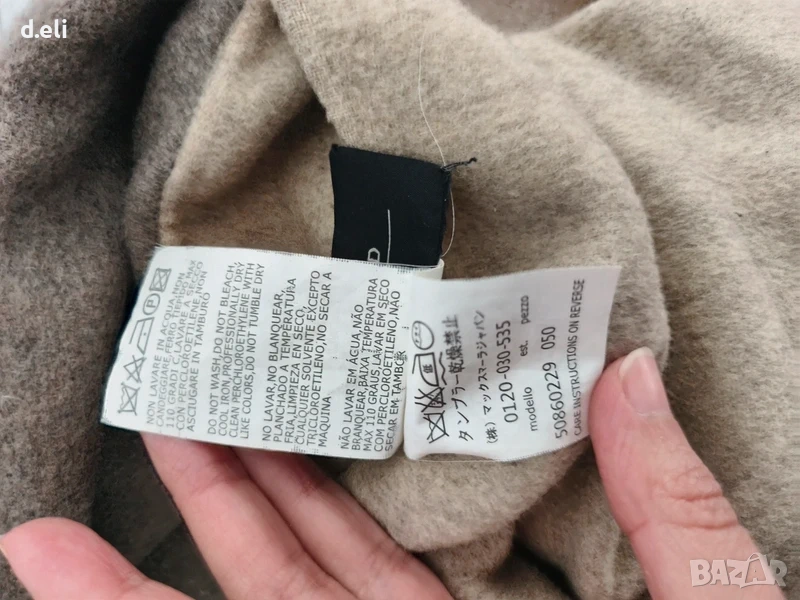 d.eli
D
NON LAVARE IN ACQUA, NON
CANDEGGIARE, FERRO TIEPIDO
110 GRADI C, LAVARE A SECCO
CON PERCLOROETILENE, NON
ASCIUGARE IN TAMBURO
DO NOT WASH, DO NOT BLEACH
COOL IRON, PROFESSIONALLY DRY
CLEAN PERCHLOROETHYLENE WITH
LIKE COLORS, DO NOT TUMBLE DRY
NO LAVAR, NO BLANQUEAR,
PLANCHADO A TEMPERATURA
FRIA, LIMPIEZA EN SECO,
CUALQUIER SOLVENTE EXCEPTO
TRICLOROETILENO, NO SECAR A
MAQUINA
NÃO LAVAR EM ÁGUA, NÃO
BRANQUEAR, BAIXA TEMPERATURA
MAX 110 GRAUS, LAVAR EM SECO
COM PERCLOROETILENO, NÃO
SECAR EM TAMBOR
タンブラー乾燥禁止
(株) マックスマーラジャパン
0120-030-535
est. pezzo
modello
50860229 050
CARE INSTRUCTIONS ON REVERSE
BAZAR